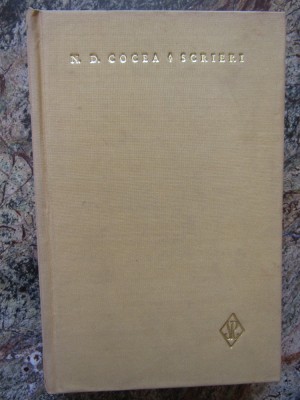 N. D. COCEA ◊ SCRIERI